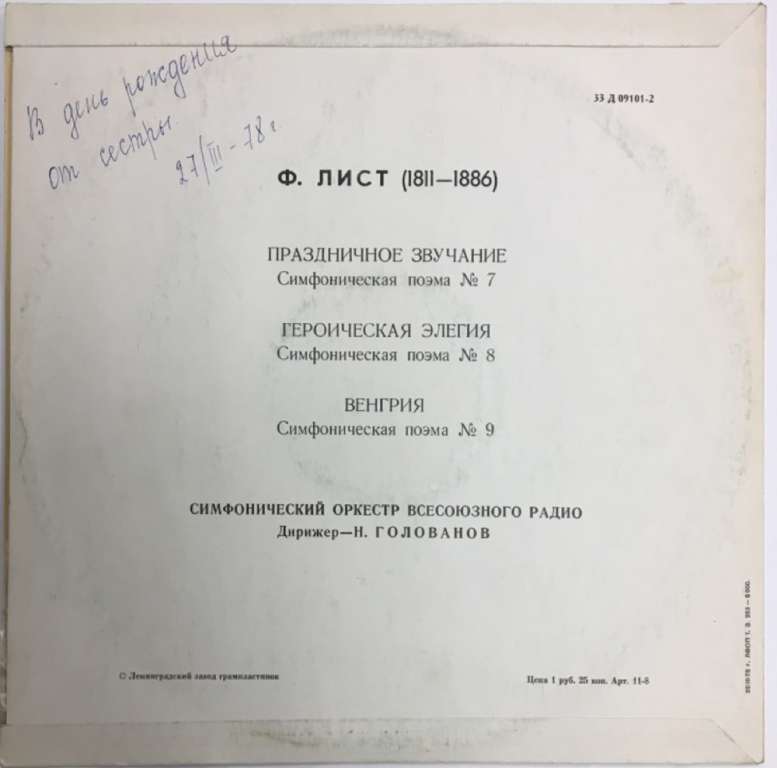 В день рождения
от сестры.
27/III-78 г.
33 Д 09101-2
Ф. ЛИСТ (1811—1886)
ПРАЗДНИЧНОЕ ЗВУЧАНИЕ
Симфоническая поэма № 7
ГЕРОИЧЕСКАЯ ЭЛЕГИЯ
Симфоническая поэма № 8
ВЕНГРИЯ
Симфоническая поэма № 9
СИМФОНИЧЕСКИЙ ОРКЕСТР ВСЕСОЮЗНОГО РАДИО
Дирижер—Н. ГОЛОВАНОВ
© Ленинградский завод грампластинок
Цена 1 руб. 25 коп. Арт. 11-8